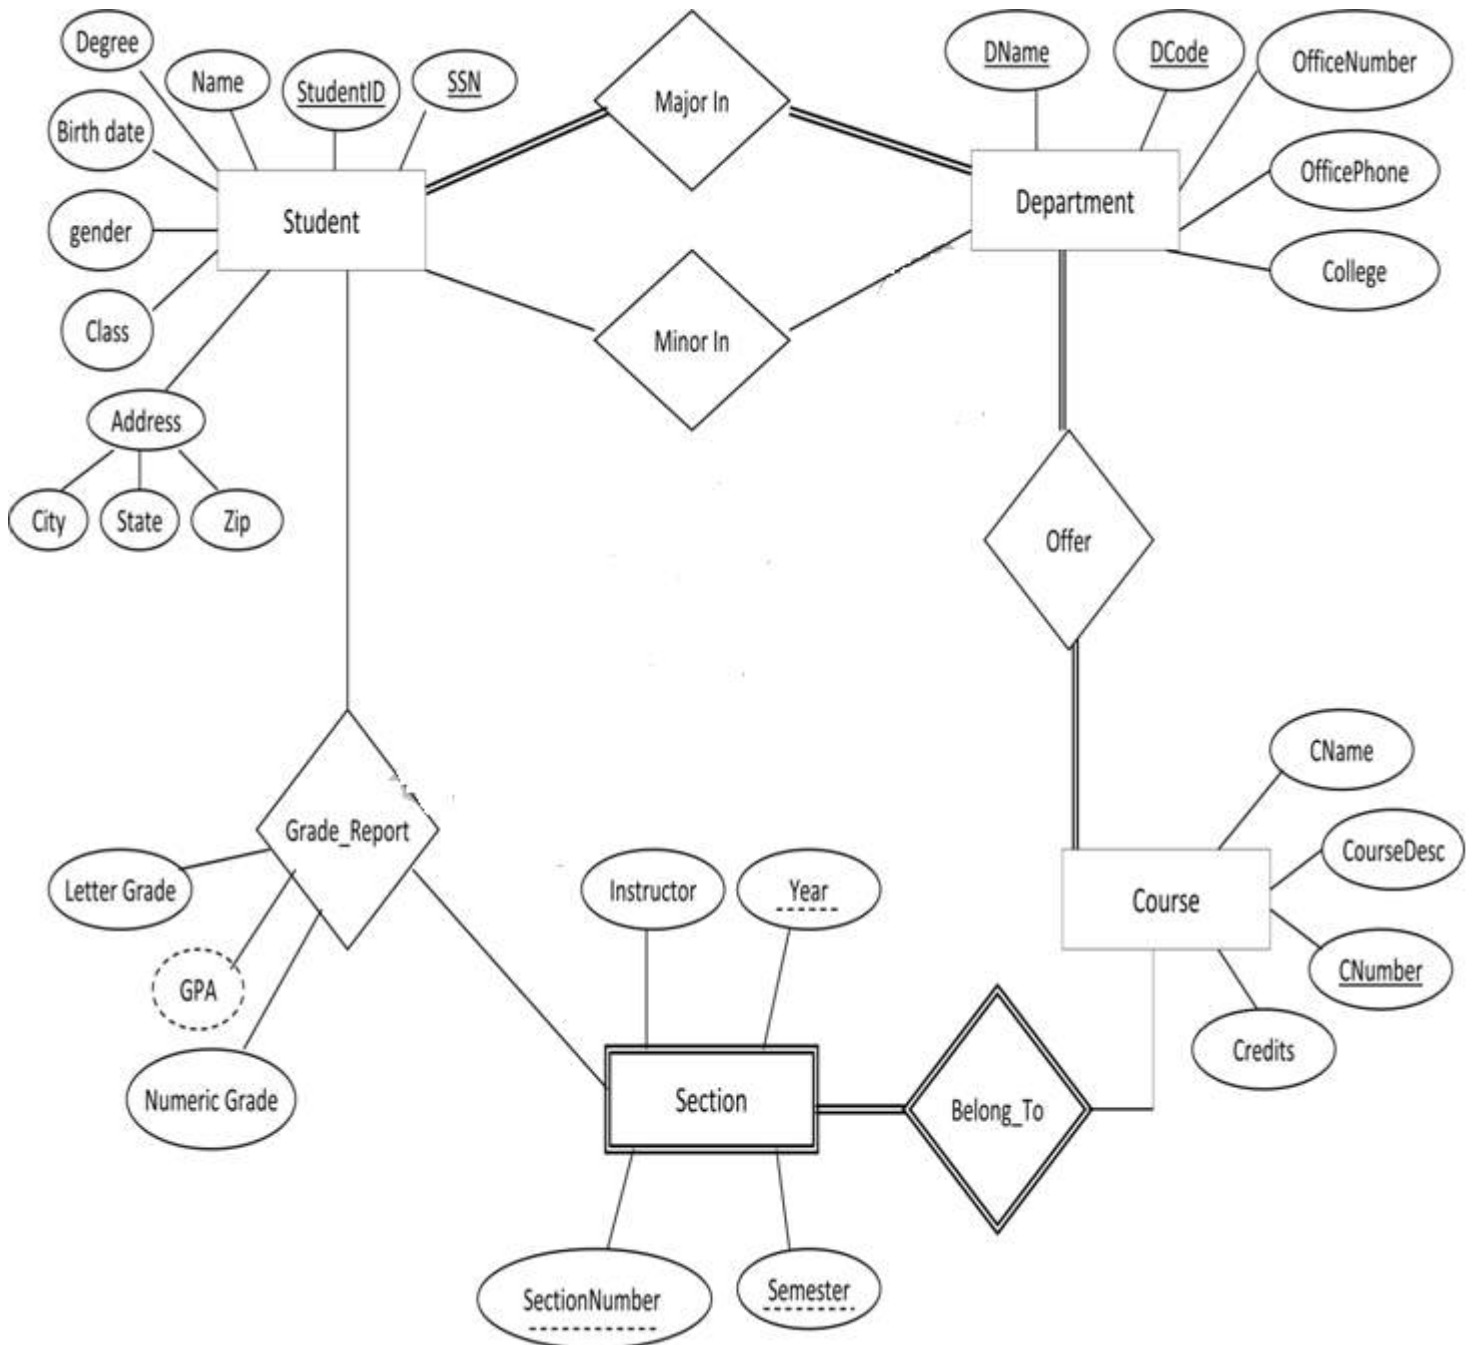 Degree
Name
StudentID
SSN
Major In
DName
DCode
OfficeNumber
Birth date
OfficePhone
gender
Student
Department
College
Class
Minor In
Address
City
State
Zip
Offer
CName
Grade_Report
CourseDesc
Letter Grade
Instructor
Year
Course
CNumber
GPA
Credits
Numeric Grade
Section
Belong_To
SectionNumber
Semester